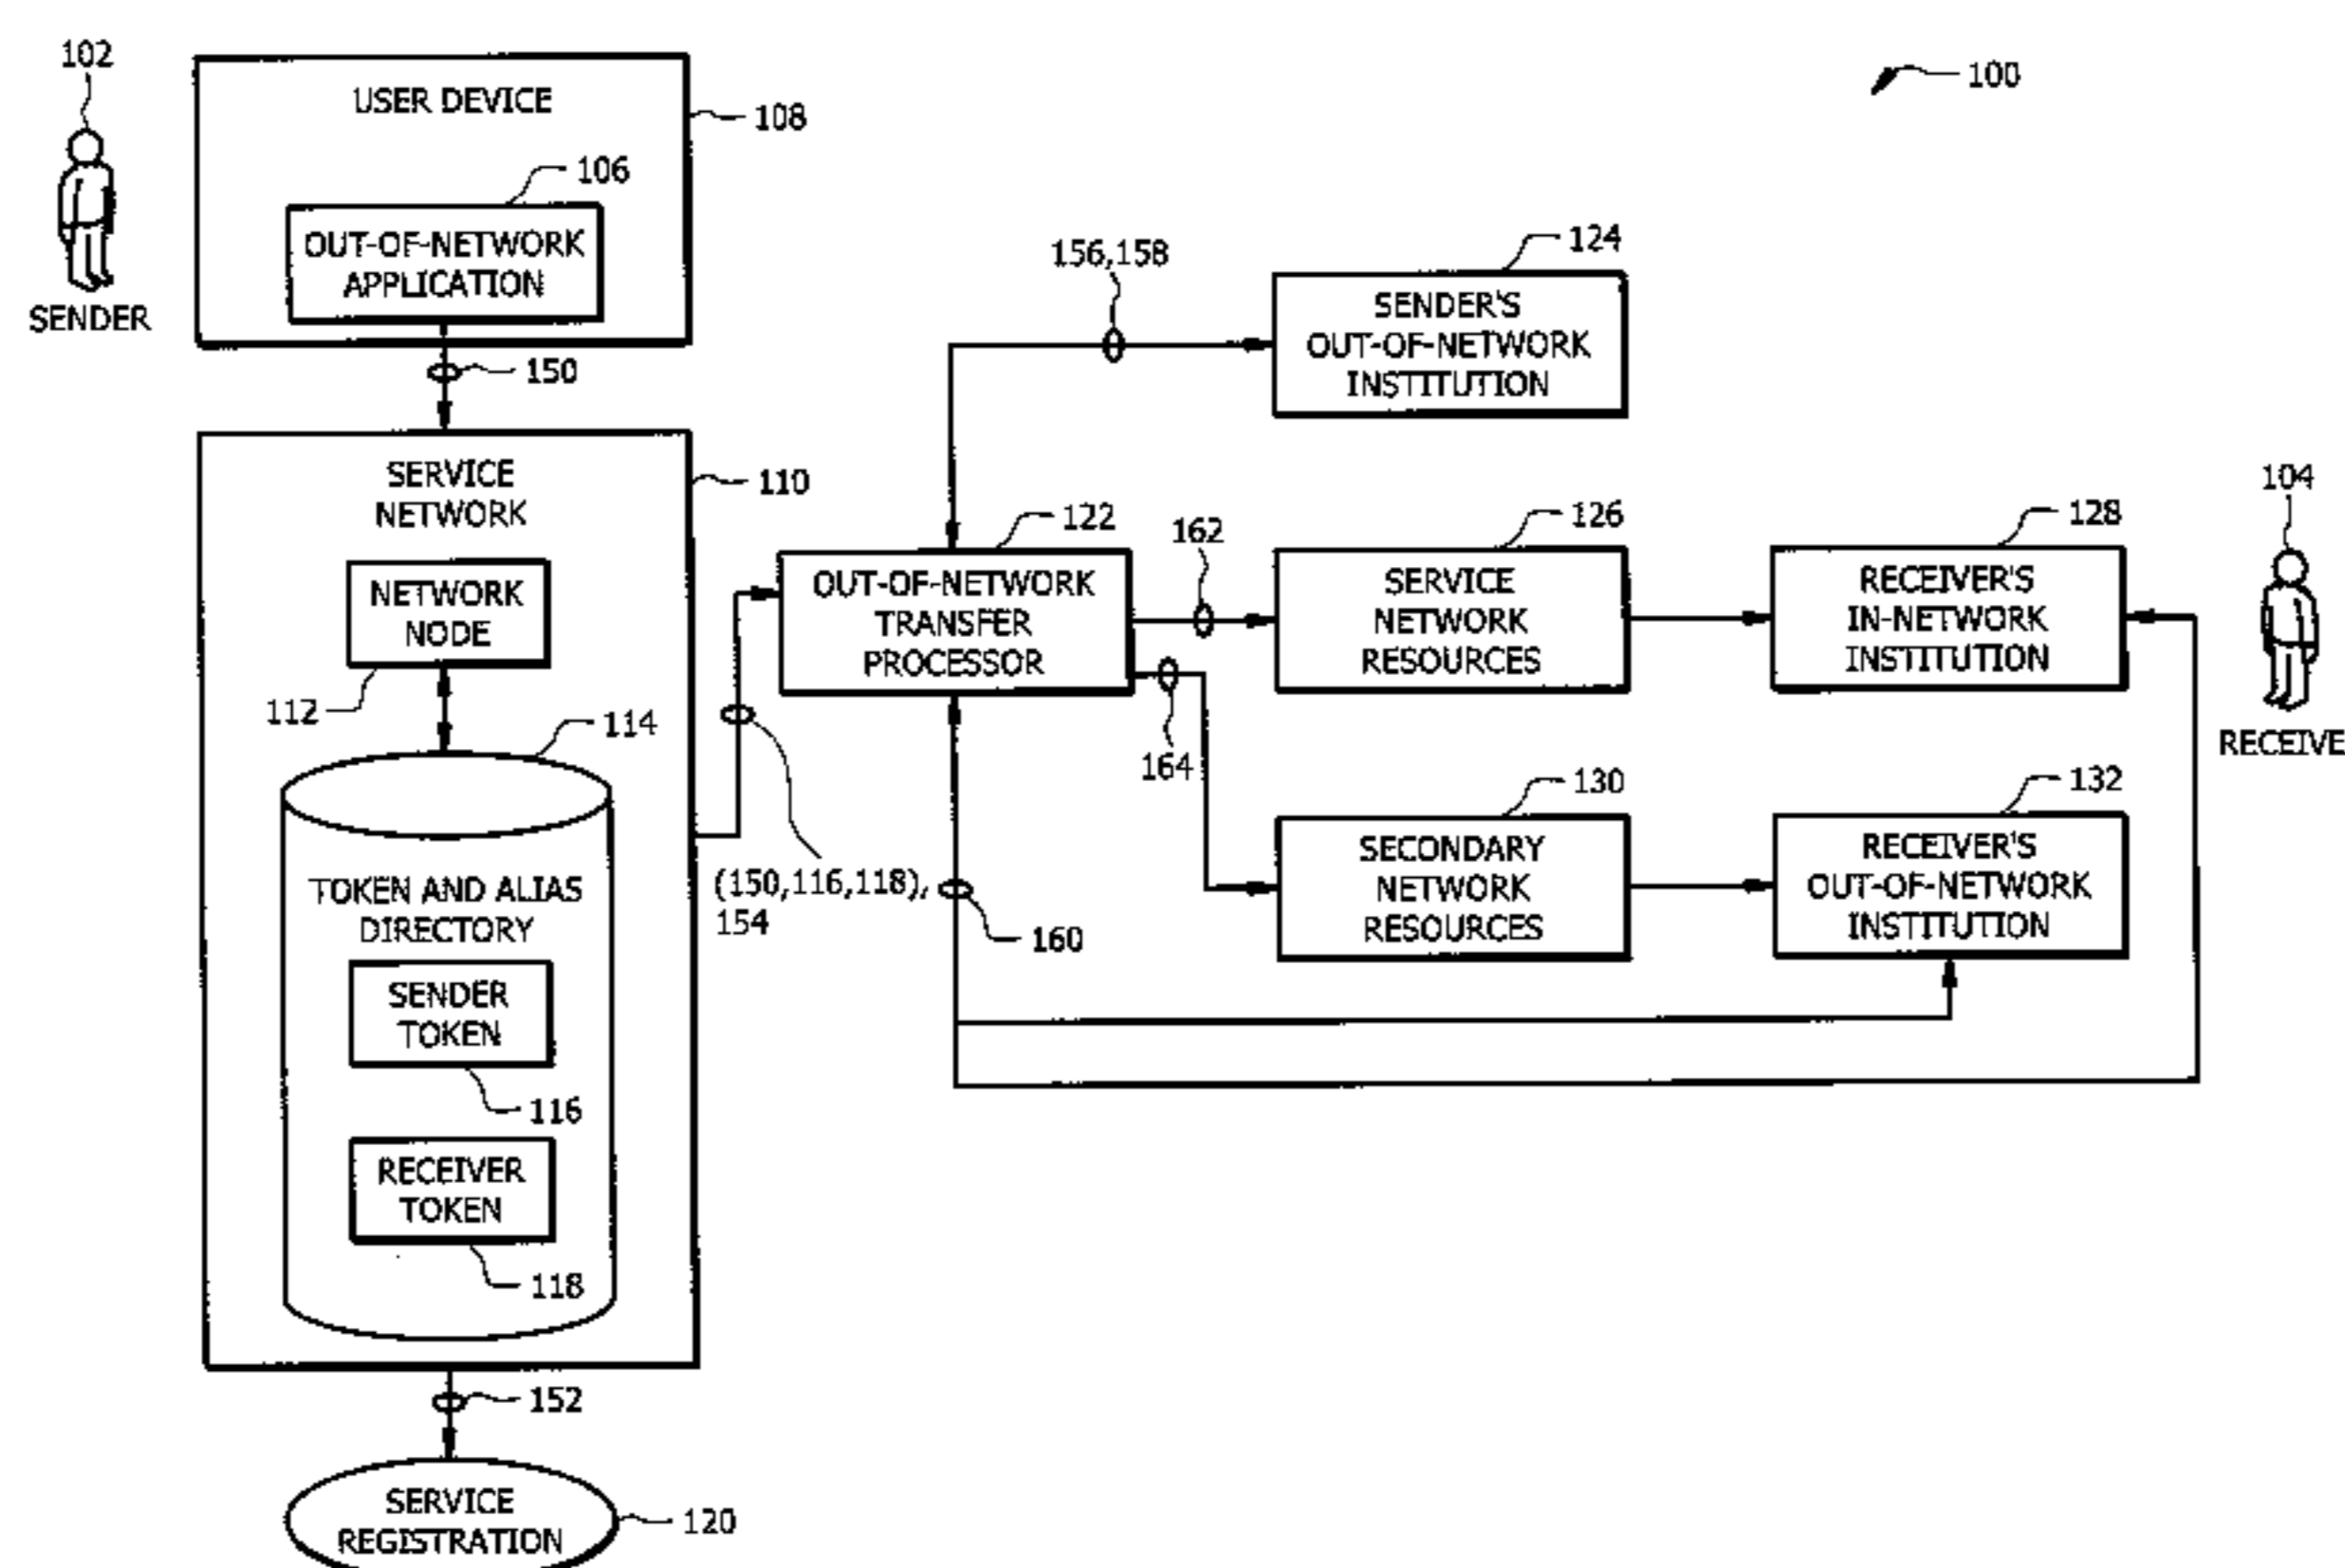 102
USER DEVICE
108
106
OUT-OF-NETWORK
APPLICATION
SENDER
150
100
SERVICE
NETWORK
110
NETWORK
NODE
112
114
TOKEN AND ALIAS
DIRECTORY
SENDER
TOKEN
116
RECEIVER
TOKEN
118
152
SERVICE
REGISTRATION
120
156,158
124
SENDER'S
OUT-OF-NETWORK
INSTITUTION
122
OUT-OF-NETWORK
TRANSFER
PROCESSOR
162
126
SERVICE
NETWORK
RESOURCES
128
RECEIVER'S
IN-NETWORK
INSTITUTION
104
RECEIVE
164
(150,116,118),
154
160
130
SECONDARY
NETWORK
RESOURCES
132
RECEIVER'S
OUT-OF-NETWORK
INSTITUTION